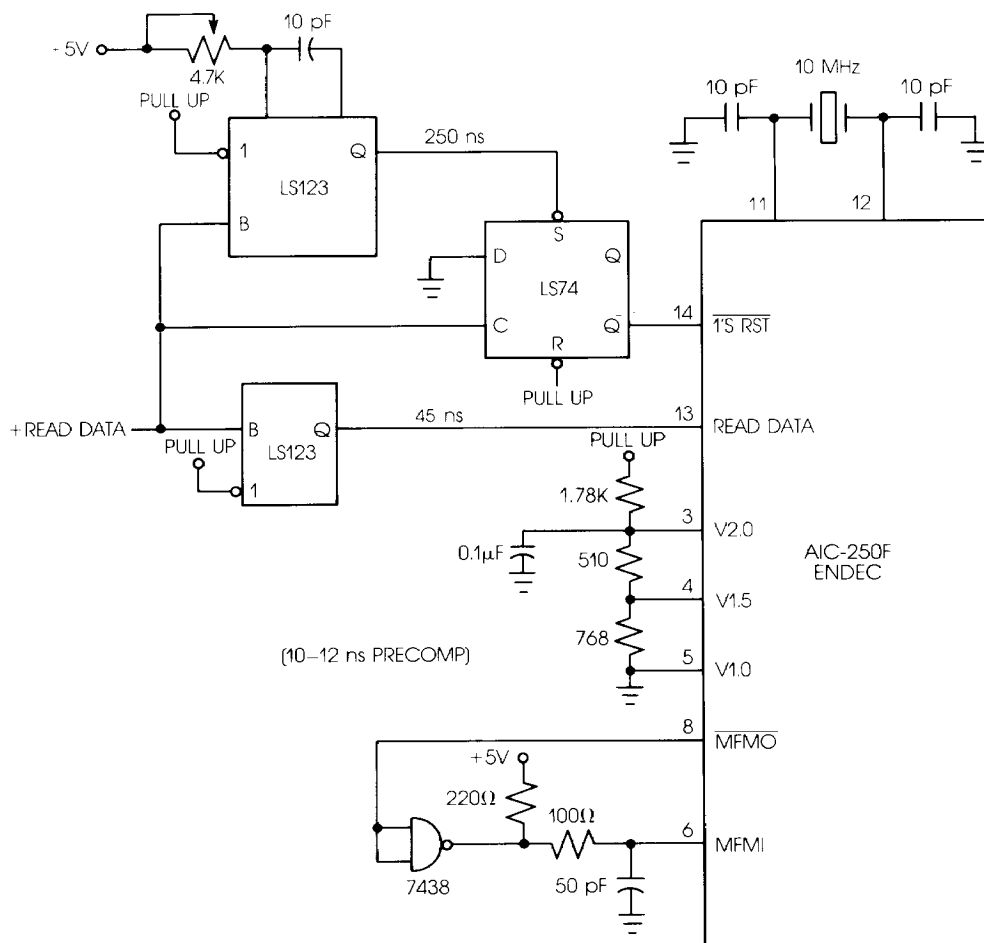 10 pF
+5V
4.7K
PULL UP
1
Q
LS123
B
250 ns
10 MHz
10 pF
10 pF
11
12
S
D
Q
LS74
C
Q̅
R
PULL UP
14
1'S RST
+READ DATA
B
Q
LS123
PULL UP
1
45 ns
13
READ DATA
PULL UP
1.78K
3
V2.0
0.1µF
510
AIC-250F
ENDEC
4
V1.5
768
(10–12 ns PRECOMP)
5
V1.0
8
MFMO
+5V
220Ω
100Ω
6
MFMI
7438
50 pF